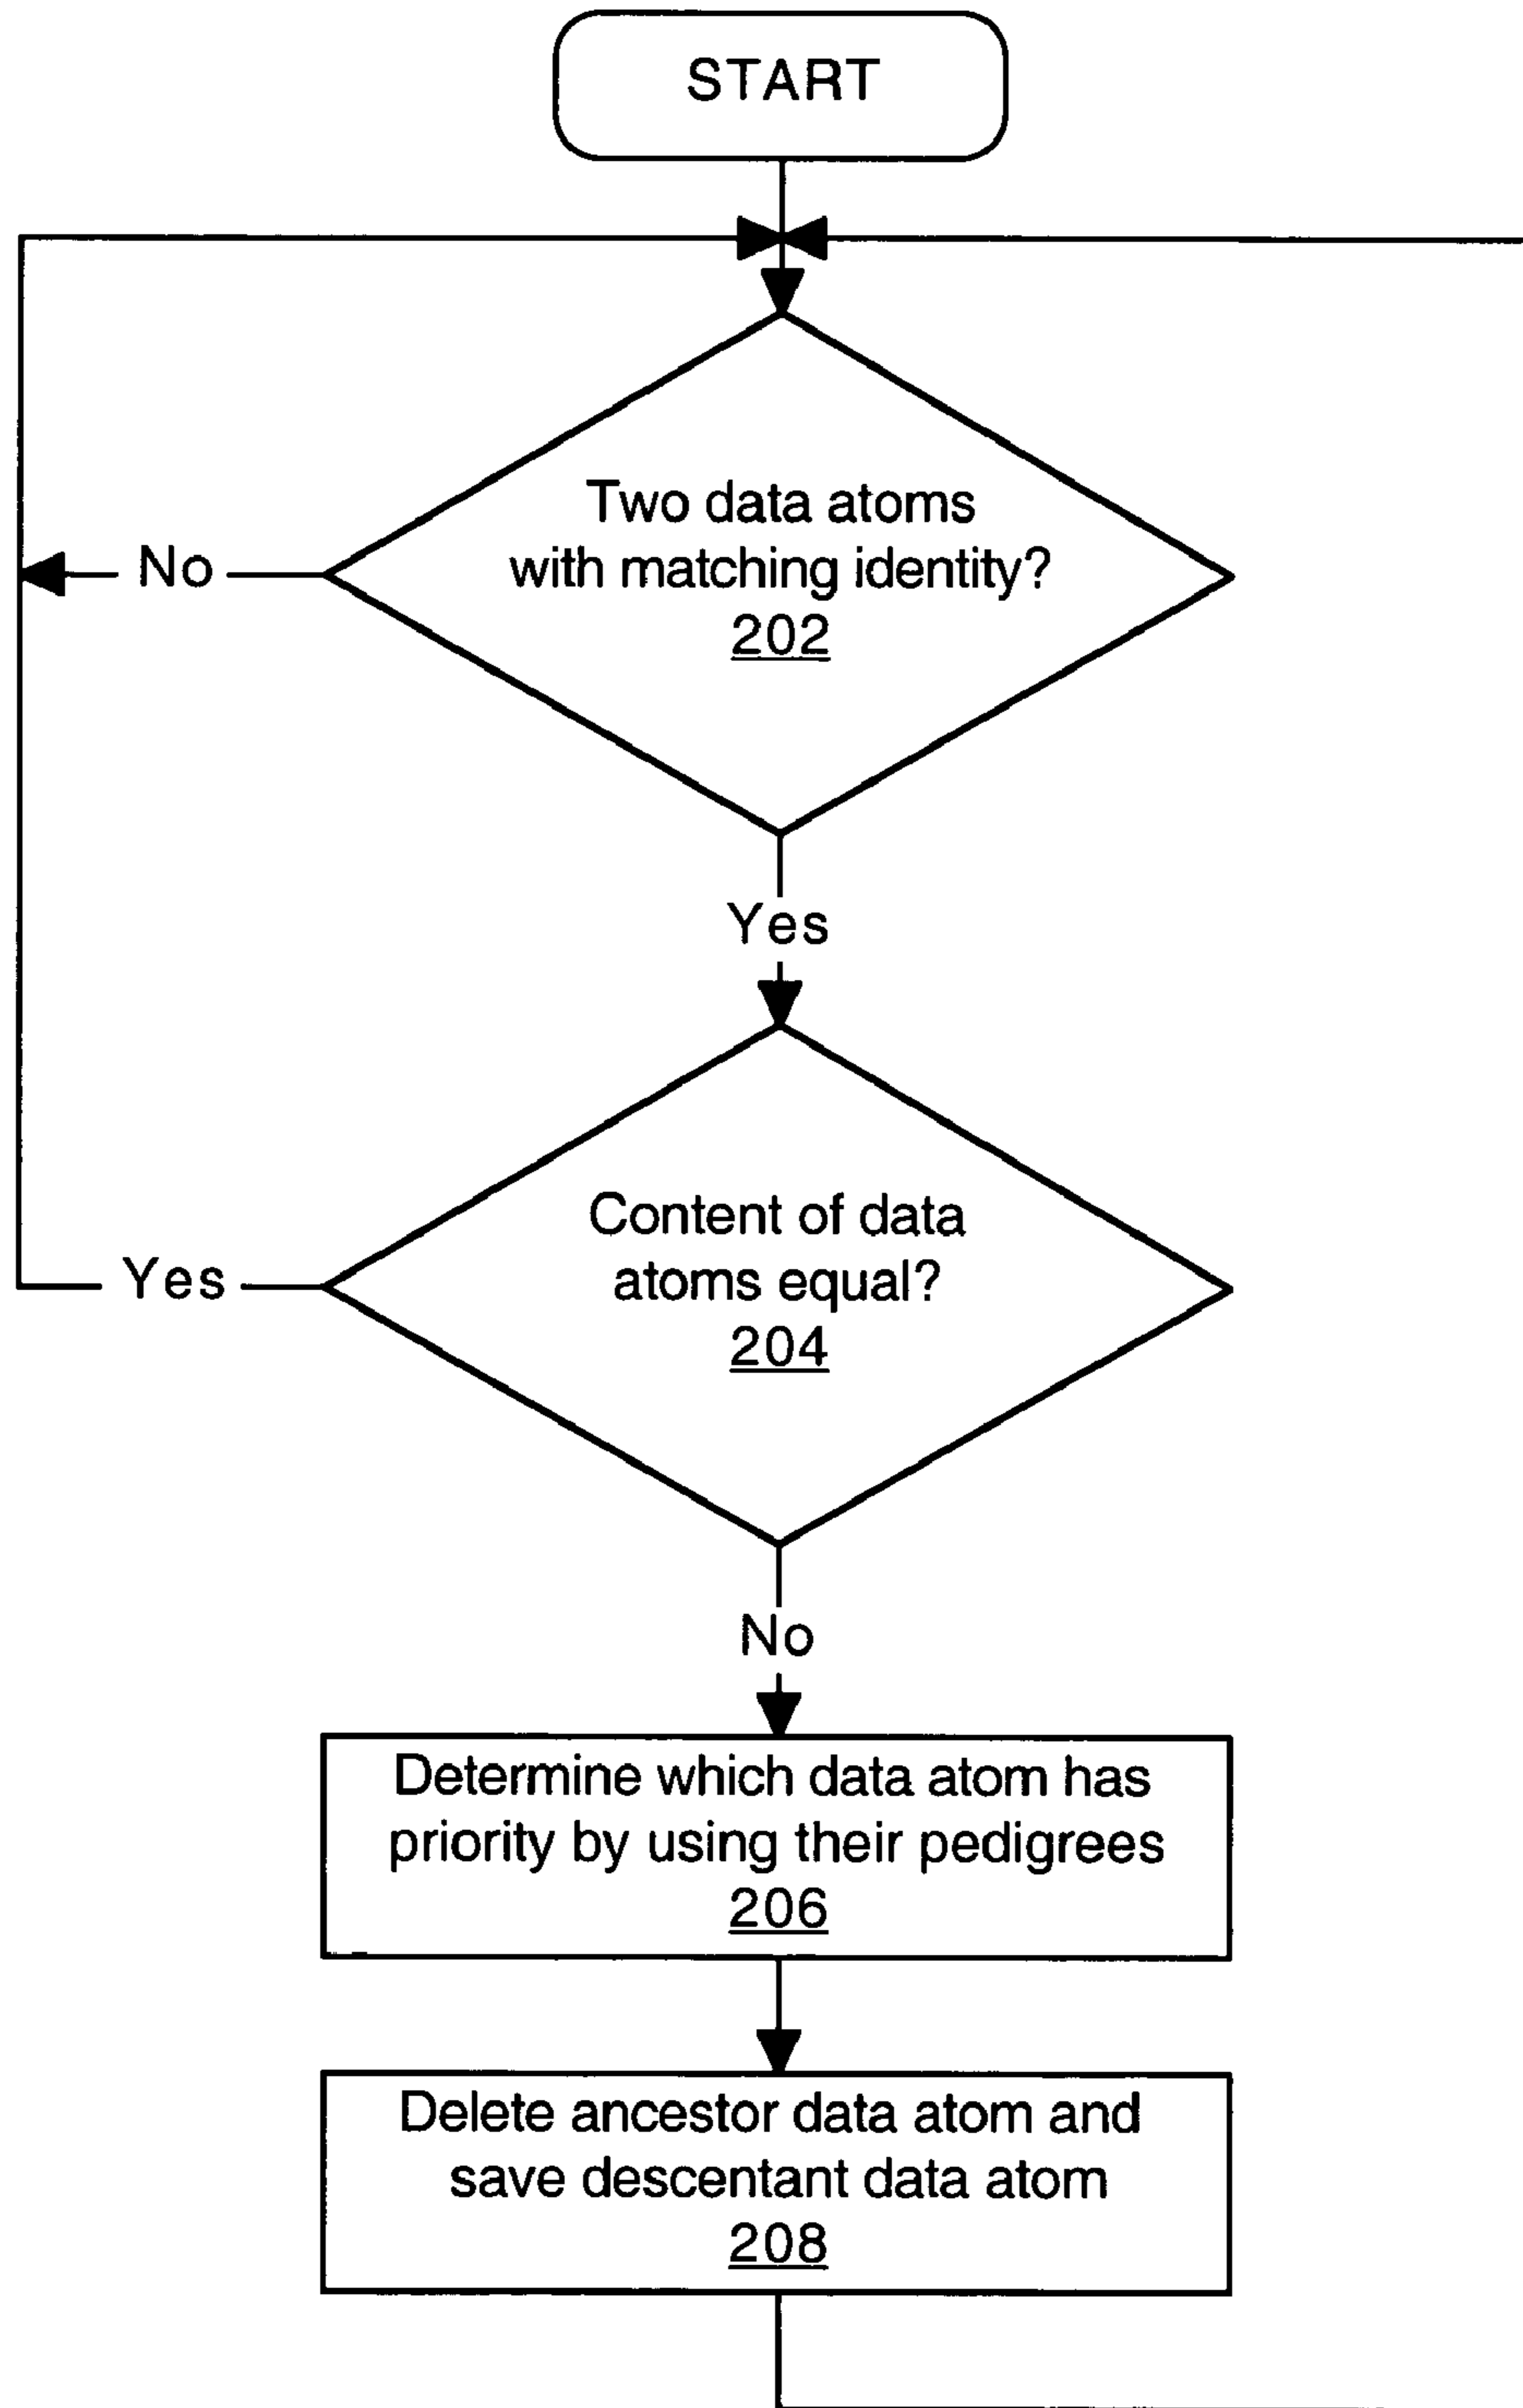 START
Two data atoms
with matching identity?
202
No
Yes
Content of data
atoms equal?
204
Yes
No
Determine which data atom has
priority by using their pedigrees
206
Delete ancestor data atom and
save descentant data atom
208